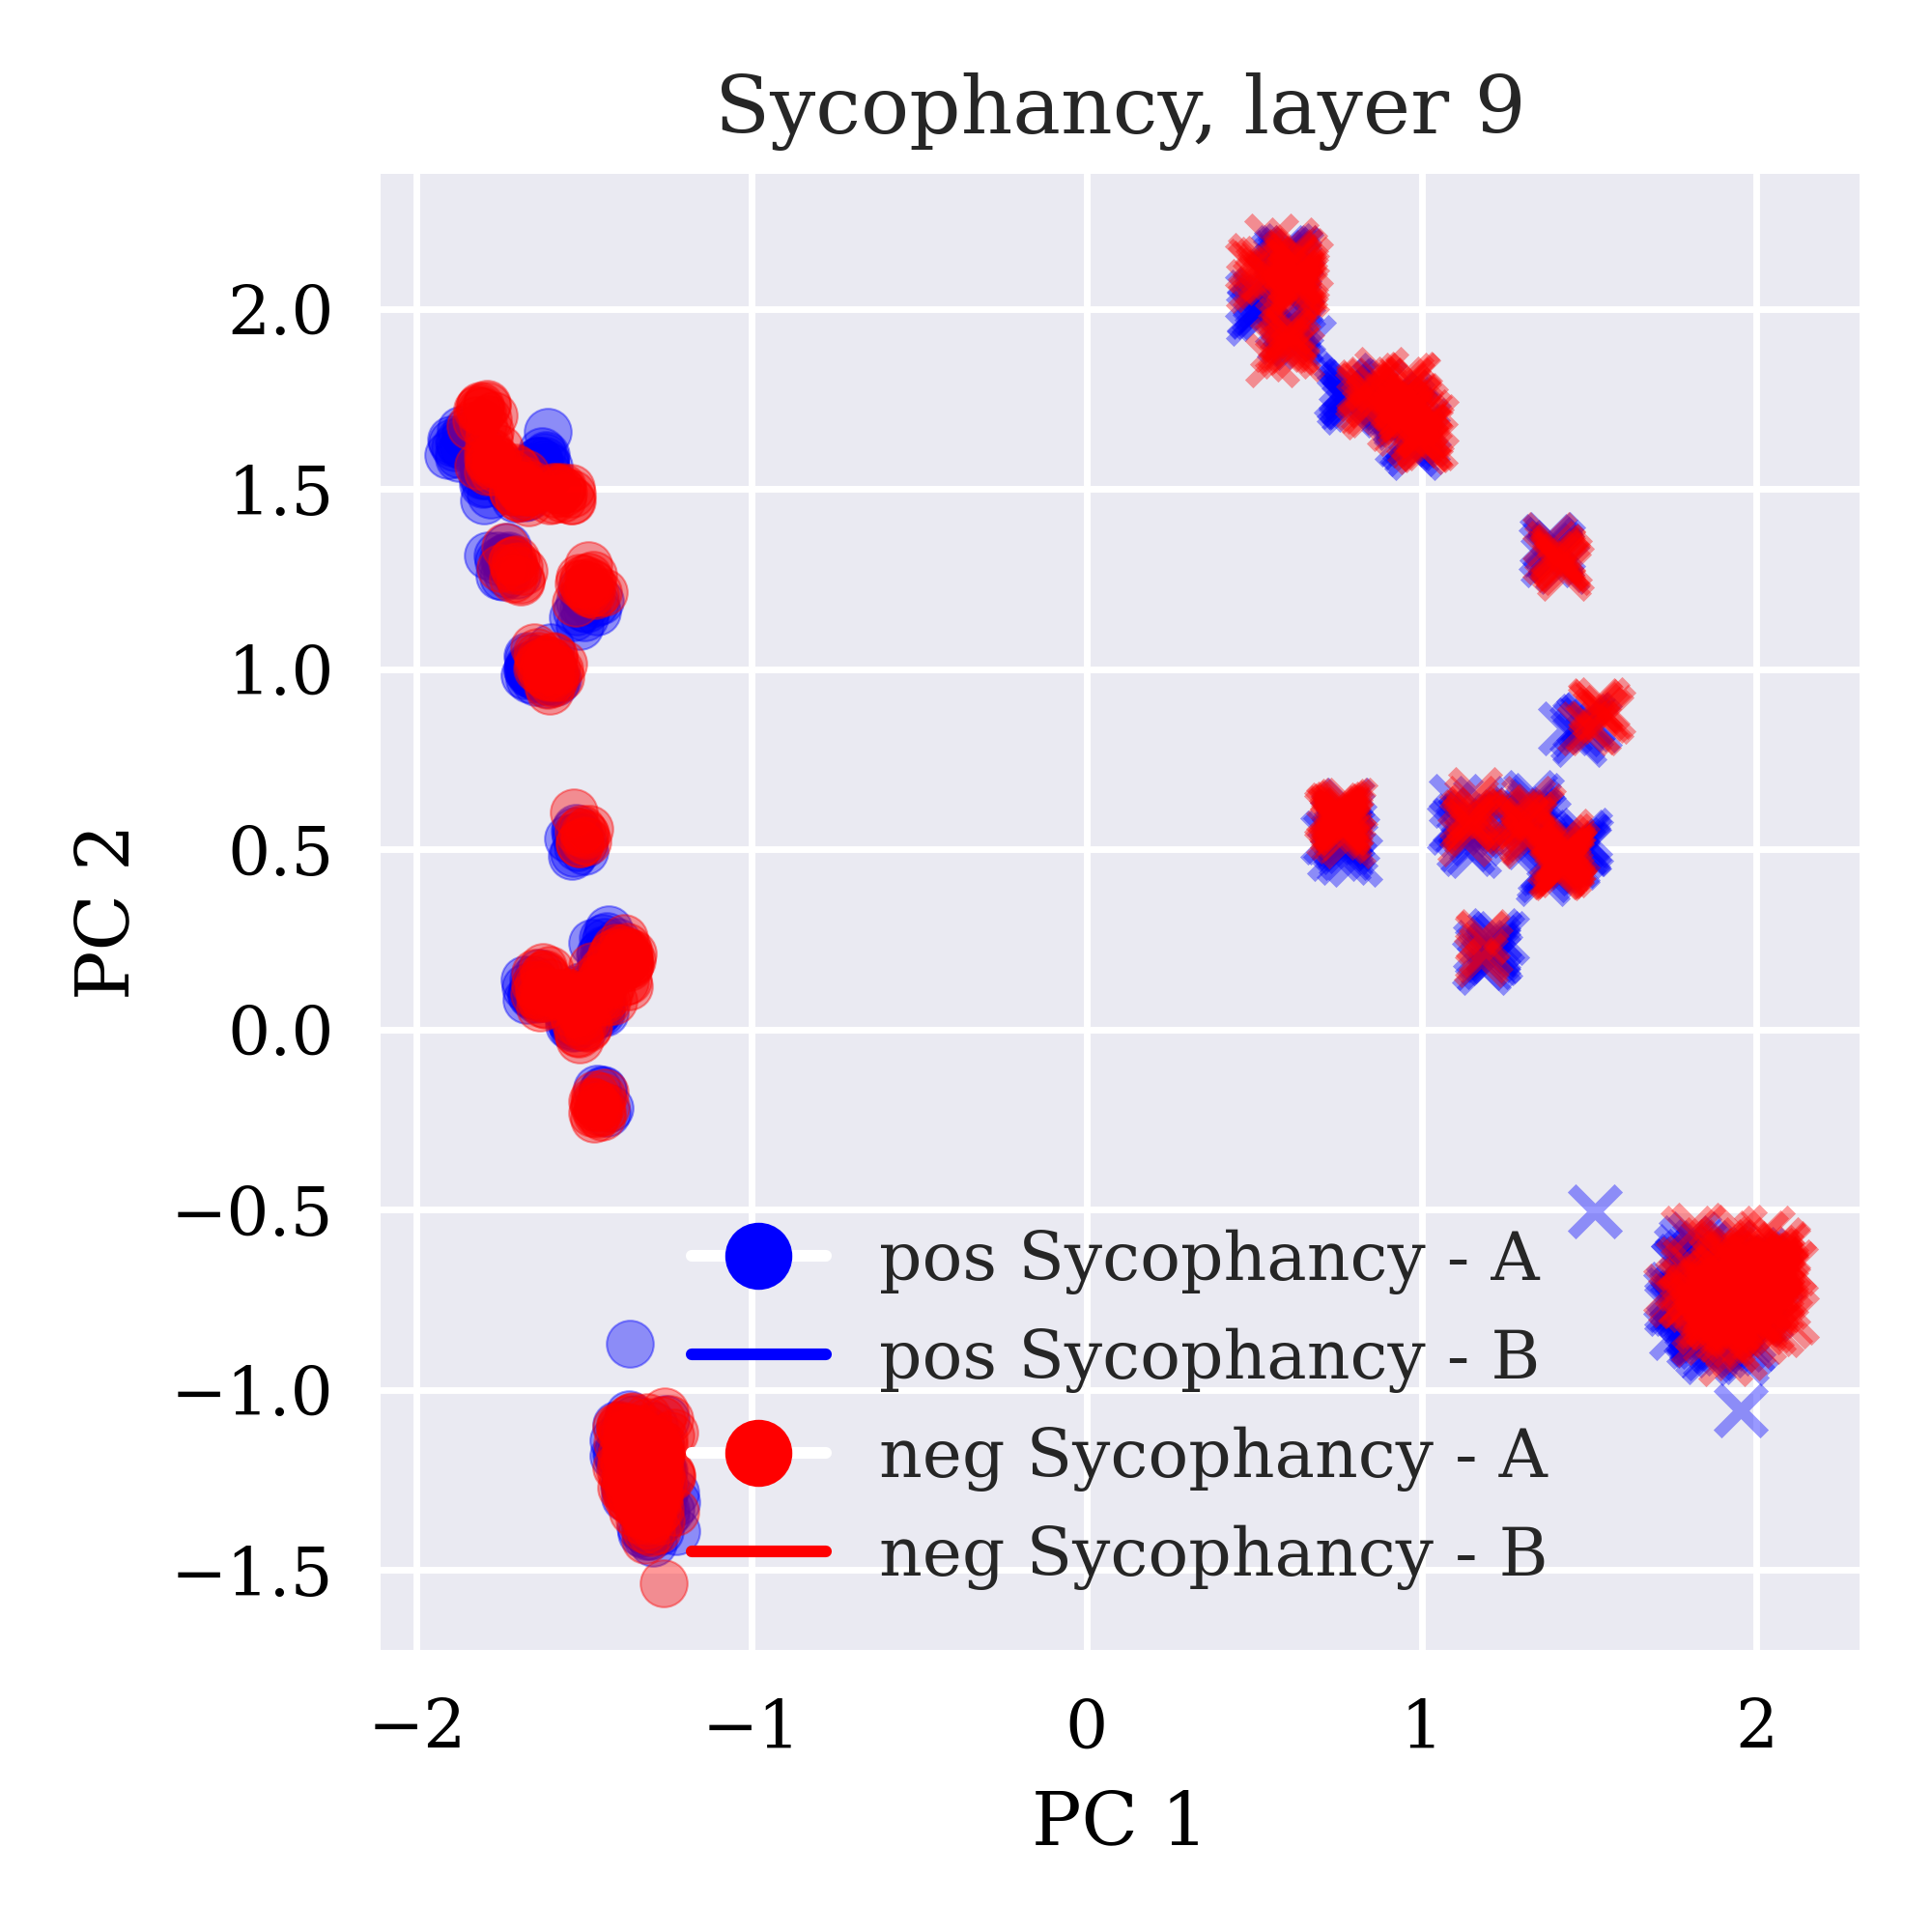 Sycophancy, layer 9
PC 2
2.0
1.5
1.0
0.5
0.0
−0.5
−1.0
−1.5
pos Sycophancy - A
pos Sycophancy - B
neg Sycophancy - A
neg Sycophancy - B
−2 −1 0 1 2
PC 1